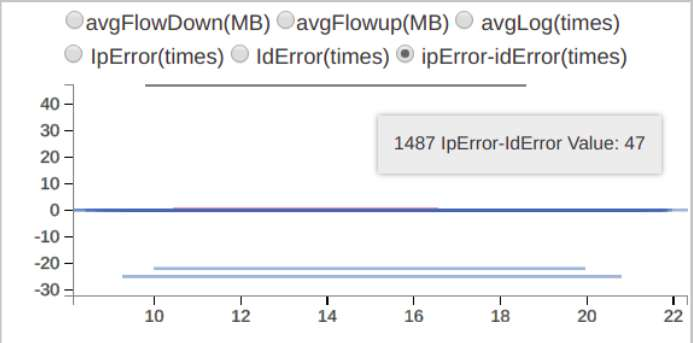 avgFlowDown(MB) avgFlowup(MB) avgLog(times)
IpError(times) IdError(times) ipError-idError(times)
40
30
1487 IpError-IdError Value: 47
20
10
0
-10
-20
-30
10 12 14 16 18 20 22